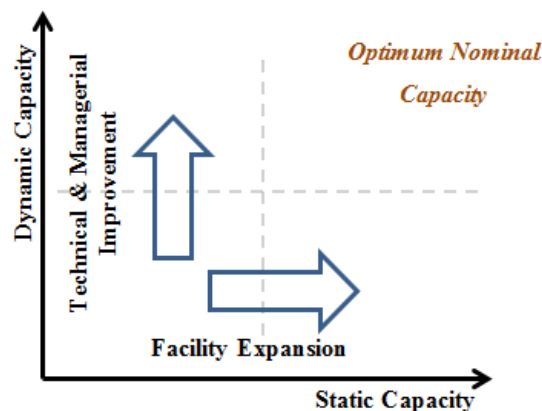 Optimum Nominal
Capacity
Dynamic Capacity
Technical & Managerial
Improvement
Facility Expansion
Static Capacity